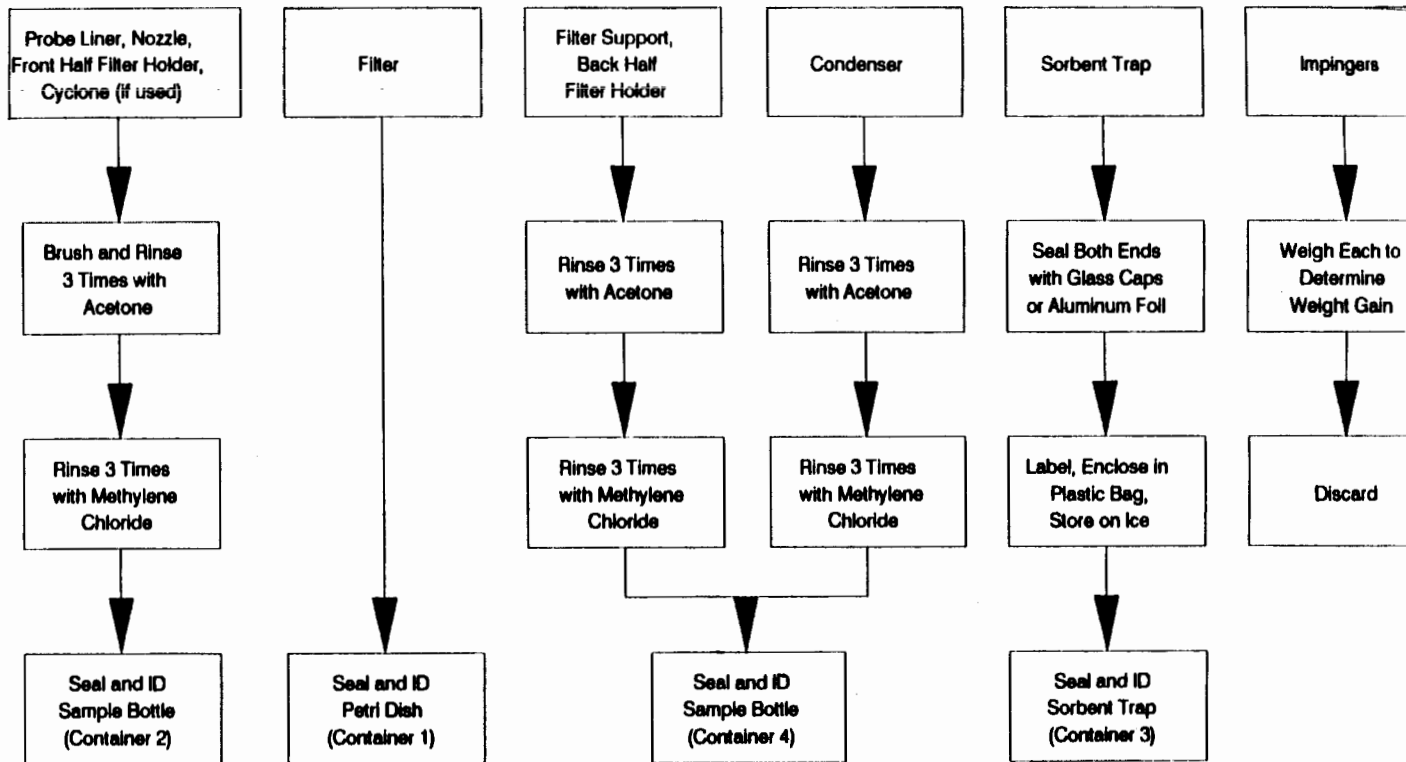 Probe Liner, Nozzle,
Front Half Filter Holder,
Cyclone (if used)
Filter
Filter Support,
Back Half
Filter Holder
Condenser
Sorbent Trap
Impingers
Brush and Rinse
3 Times with
Acetone
Rinse 3 Times
with Acetone
Rinse 3 Times
with Acetone
Seal Both Ends
with Glass Caps
or Aluminum Foil
Weigh Each to
Determine
Weight Gain
Rinse 3 Times
with Methylene
Chloride
Rinse 3 Times
with Methylene
Chloride
Rinse 3 Times
with Methylene
Chloride
Label, Enclose in
Plastic Bag,
Store on Ice
Discard
Seal and ID
Sample Bottle
(Container 2)
Seal and ID
Petri Dish
(Container 1)
Seal and ID
Sample Bottle
(Container 4)
Seal and ID
Sorbent Trap
(Container 3)